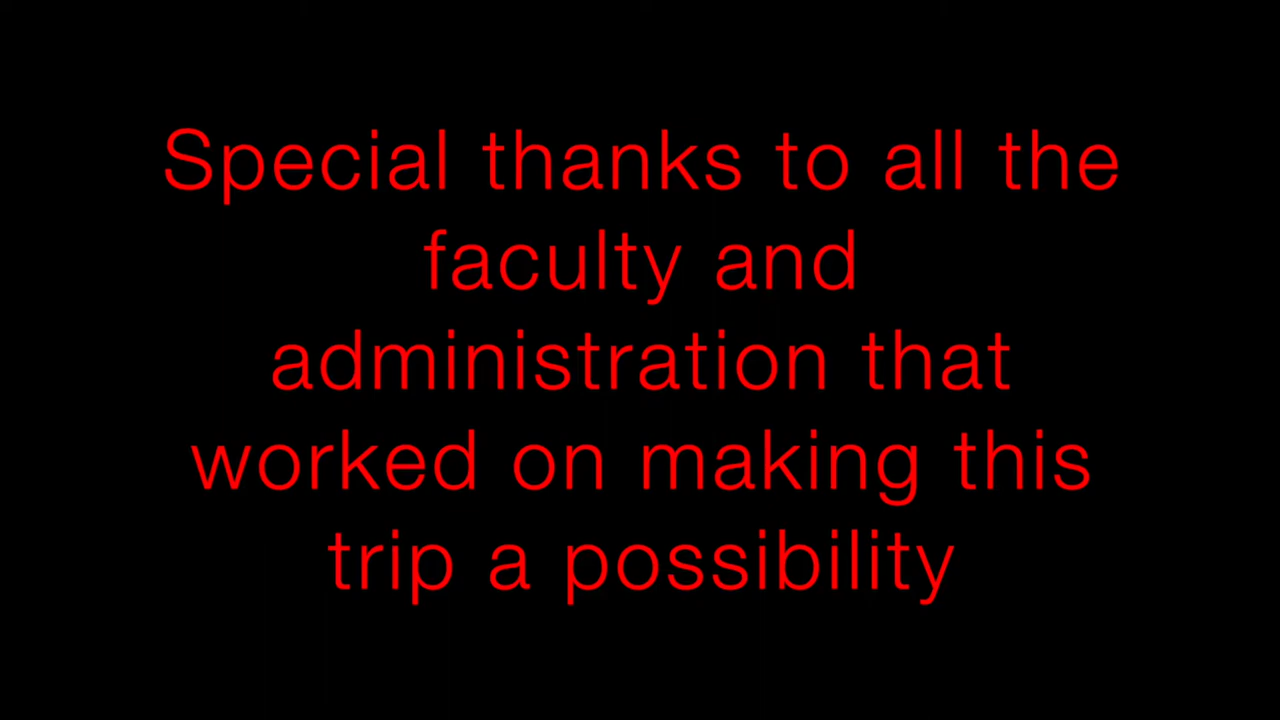 Special thanks to all the
faculty and
administration that
worked on making this
trip a possibility